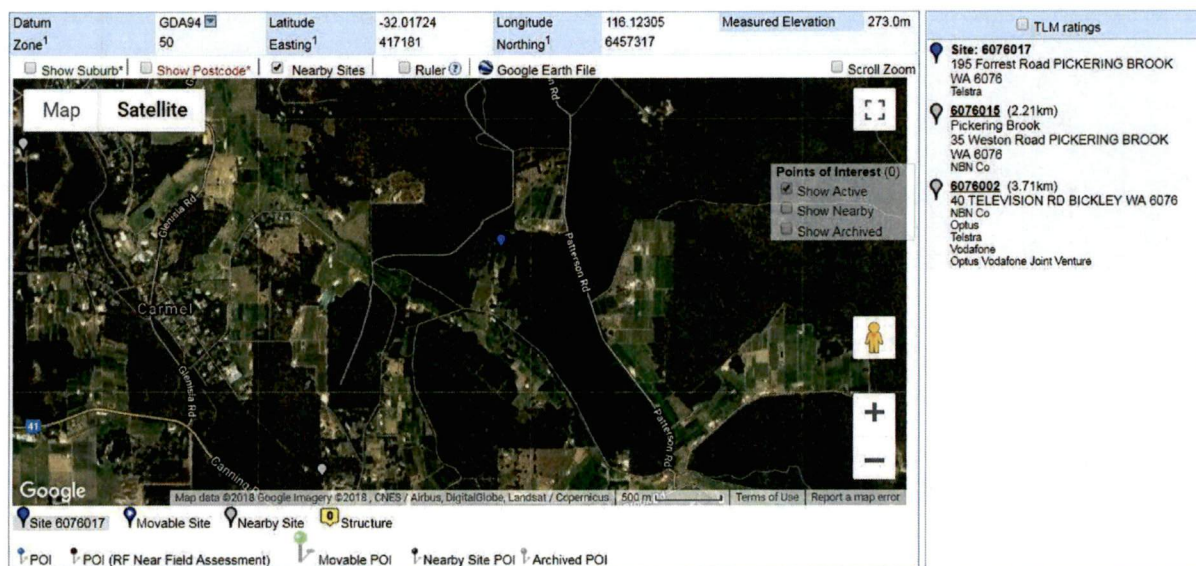 Datum GDA94 Latitude -32.01724 Longitude 116.12305 Measured Elevation 273.0m
Zone1 50 Easting1 417181 Northing1 6457317
Show Suburb* Show Postcode* Nearby Sites Ruler Google Earth File Scroll Zoom
Map Satellite
Points of Interest (0)
Show Active
Show Nearby
Show Archived
Glenisla Rd
Patterson Rd
Carmel
Glenisla Rd
41
Patterson Rd
Canning
Google Map data ©2018 Google Imagery ©2018 , CNES / Airbus, DigitalGlobe, Landsat / Copernicus 500 m Terms of Use Report a map error
Site 6076017 Movable Site Nearby Site 0 Structure
POI POI (RF Near Field Assessment) Movable POI Nearby Site POI Archived POI
TLM ratings
Site: 6076017
195 Forrest Road PICKERING BROOK
WA 6076
Telstra
6076015 (2.21km)
Pickering Brook
35 Weston Road PICKERING BROOK
WA 6076
NBN Co
6076002 (3.71km)
40 TELEVISION RD BICKLEY WA 6076
NBN Co
Optus
Telstra
Vodafone
Optus Vodafone Joint Venture